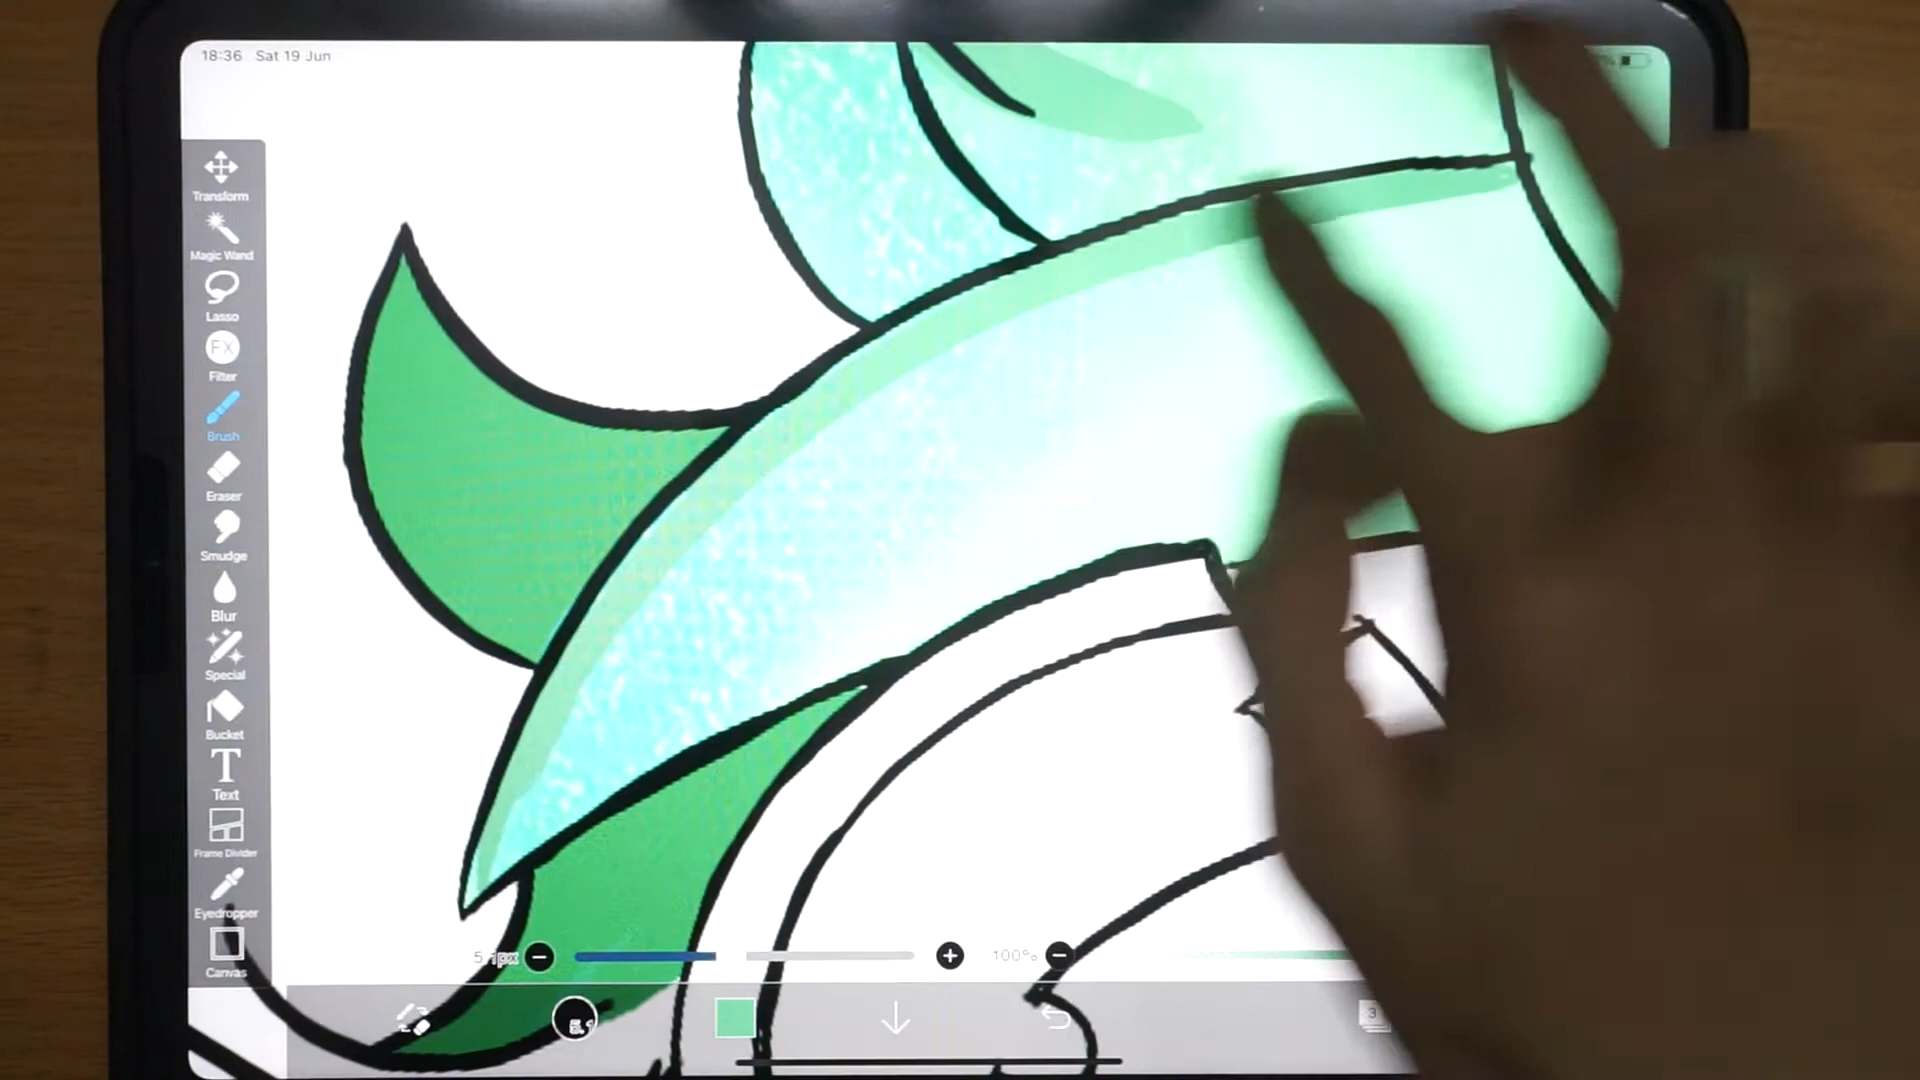 18:36 Sat 19 Jun
%
Transform
Magic Wand
Lasso
FX
Filter
Brush
Eraser
Smudge
Blur
Special
Bucket
T
Text
Frame Divider
Eyedropper
Canvas
100%
3